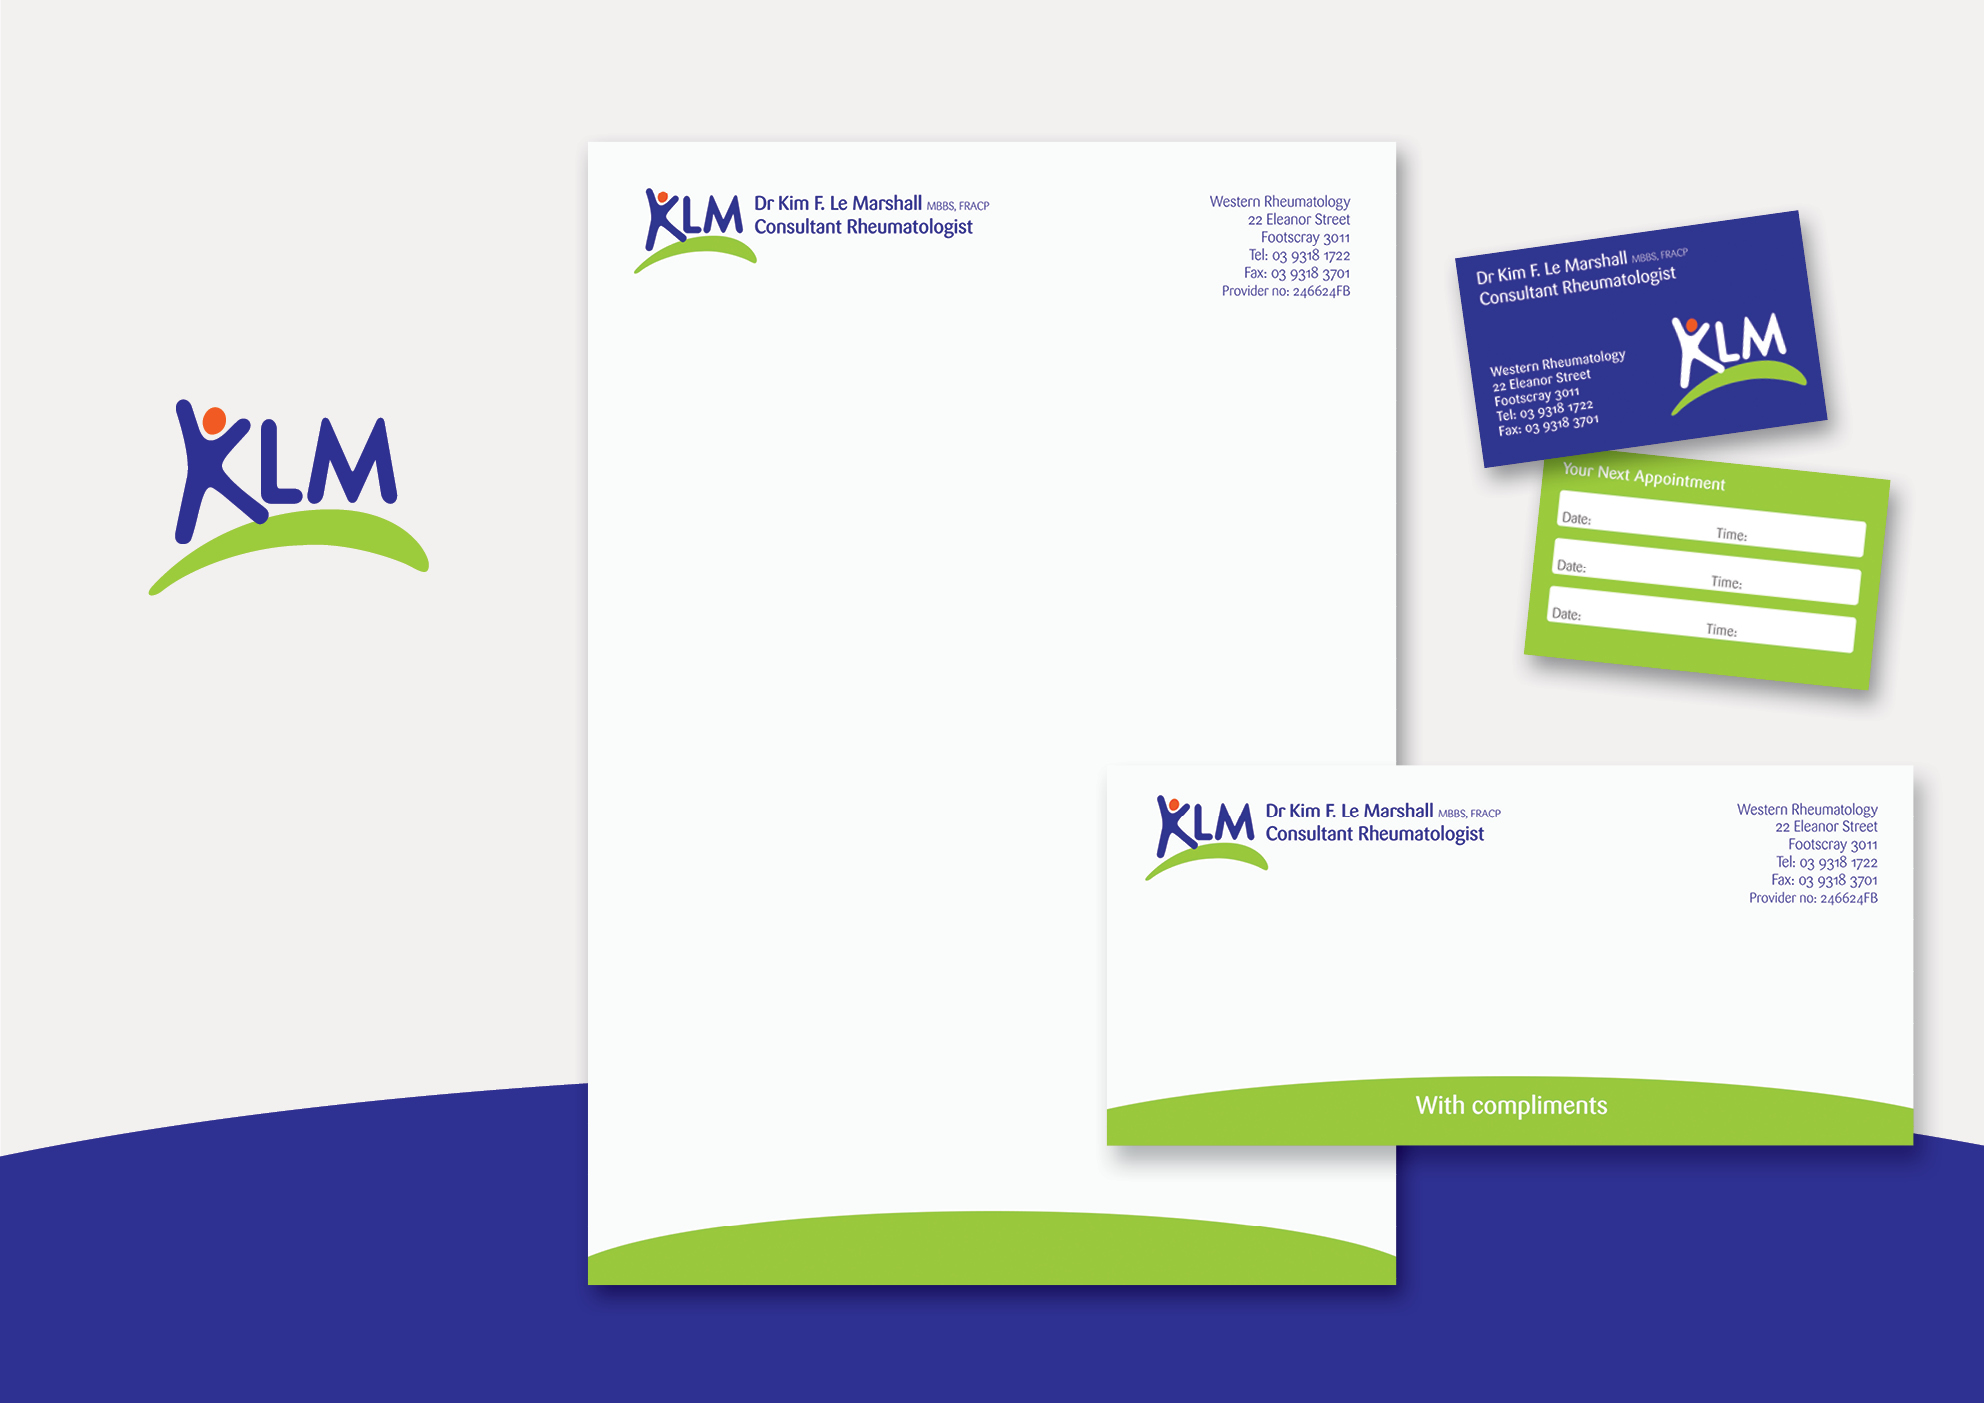 KLM
KLM
Dr Kim F. Le Marshall MBBS, FRACP
Consultant Rheumatologist
Western Rheumatology
22 Eleanor Street
Footscray 3011
Tel: 03 9318 1722
Fax: 03 9318 3701
Provider no: 246624FB
Dr Kim F. Le Marshall MBBS, FRACP
Consultant Rheumatologist
KLM
Western Rheumatology
22 Eleanor Street
Footscray 3011
Tel: 03 9318 1722
Fax: 03 9318 3701
Your Next Appointment
Date: Time:
Date: Time:
Date: Time:
KLM
Dr Kim F. Le Marshall MBBS, FRACP
Consultant Rheumatologist
Western Rheumatology
22 Eleanor Street
Footscray 3011
Tel: 03 9318 1722
Fax: 03 9318 3701
Provider no: 246624FB
With compliments